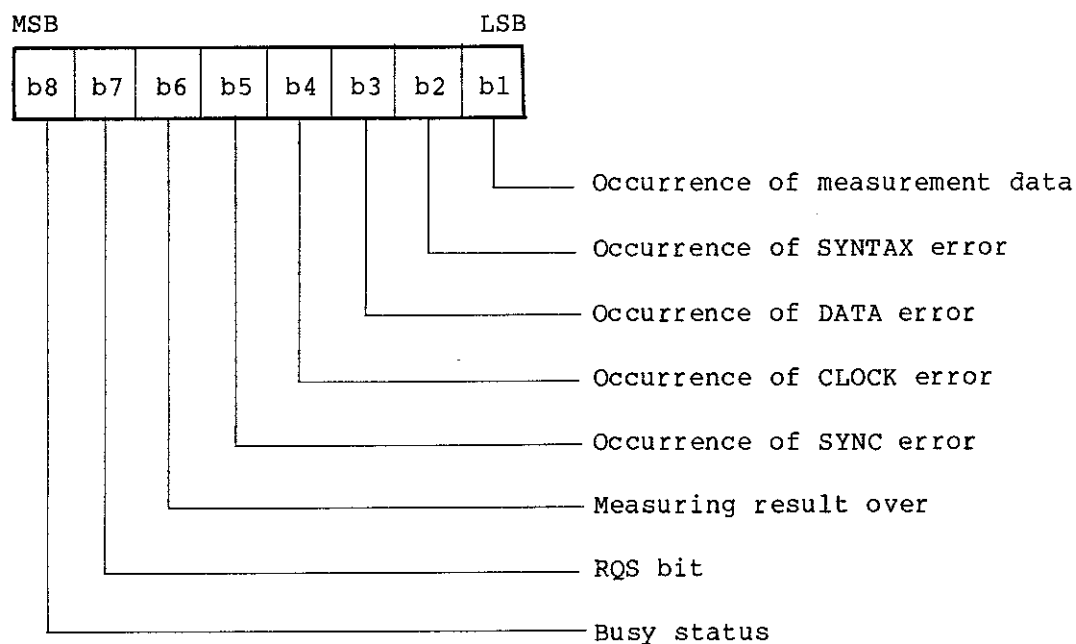 MSB LSB
b8 b7 b6 b5 b4 b3 b2 b1
Occurrence of measurement data
Occurrence of SYNTAX error
Occurrence of DATA error
Occurrence of CLOCK error
Occurrence of SYNC error
Measuring result over
RQS bit
Busy status